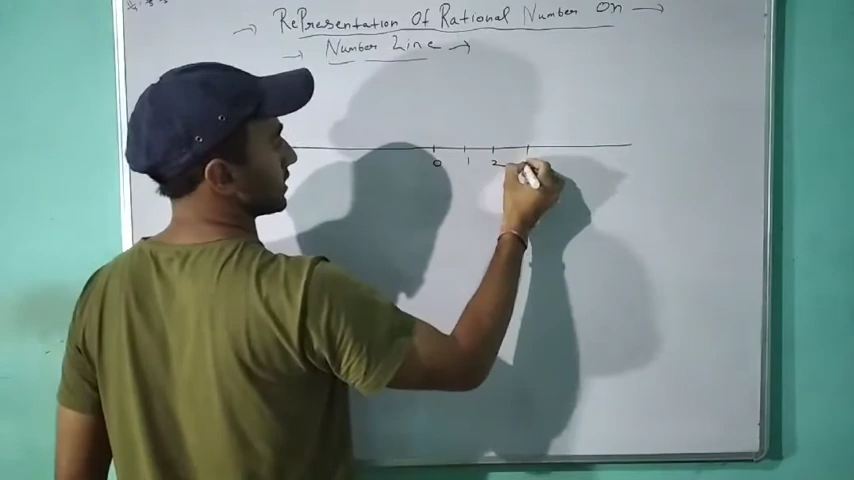 → RePresentation Of Rational Number On →
→ Number Line →
0 1 2